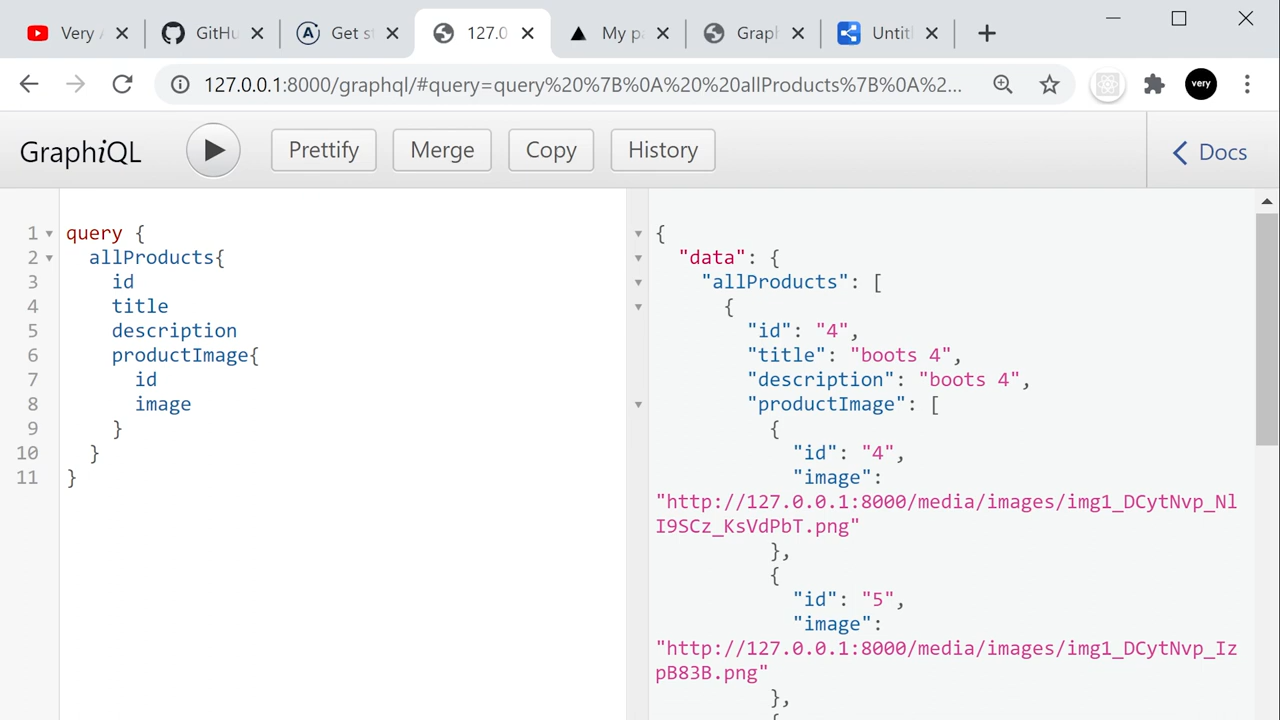 Very
GitHu
Get s
127.0
My p
Graph
Untit
127.0.0.1:8000/graphql/#query=query%20%7B%0A%20%20allProducts%7B%0A%2...
very
GraphiQL
Prettify
Merge
Copy
History
Docs
1 query {
2 allProducts{
3 id
4 title
5 description
6 productImage{
7 id
8 image
9 }
10 }
11 }
{
"data": {
"allProducts": [
{
"id": "4",
"title": "boots 4",
"description": "boots 4",
"productImage": [
{
"id": "4",
"image":
"http://127.0.0.1:8000/media/images/img1_DCytNvp_Nl
I9SCz_KsVdPbT.png"
},
{
"id": "5",
"image":
"http://127.0.0.1:8000/media/images/img1_DCytNvp_Iz
pB83B.png"
},
{